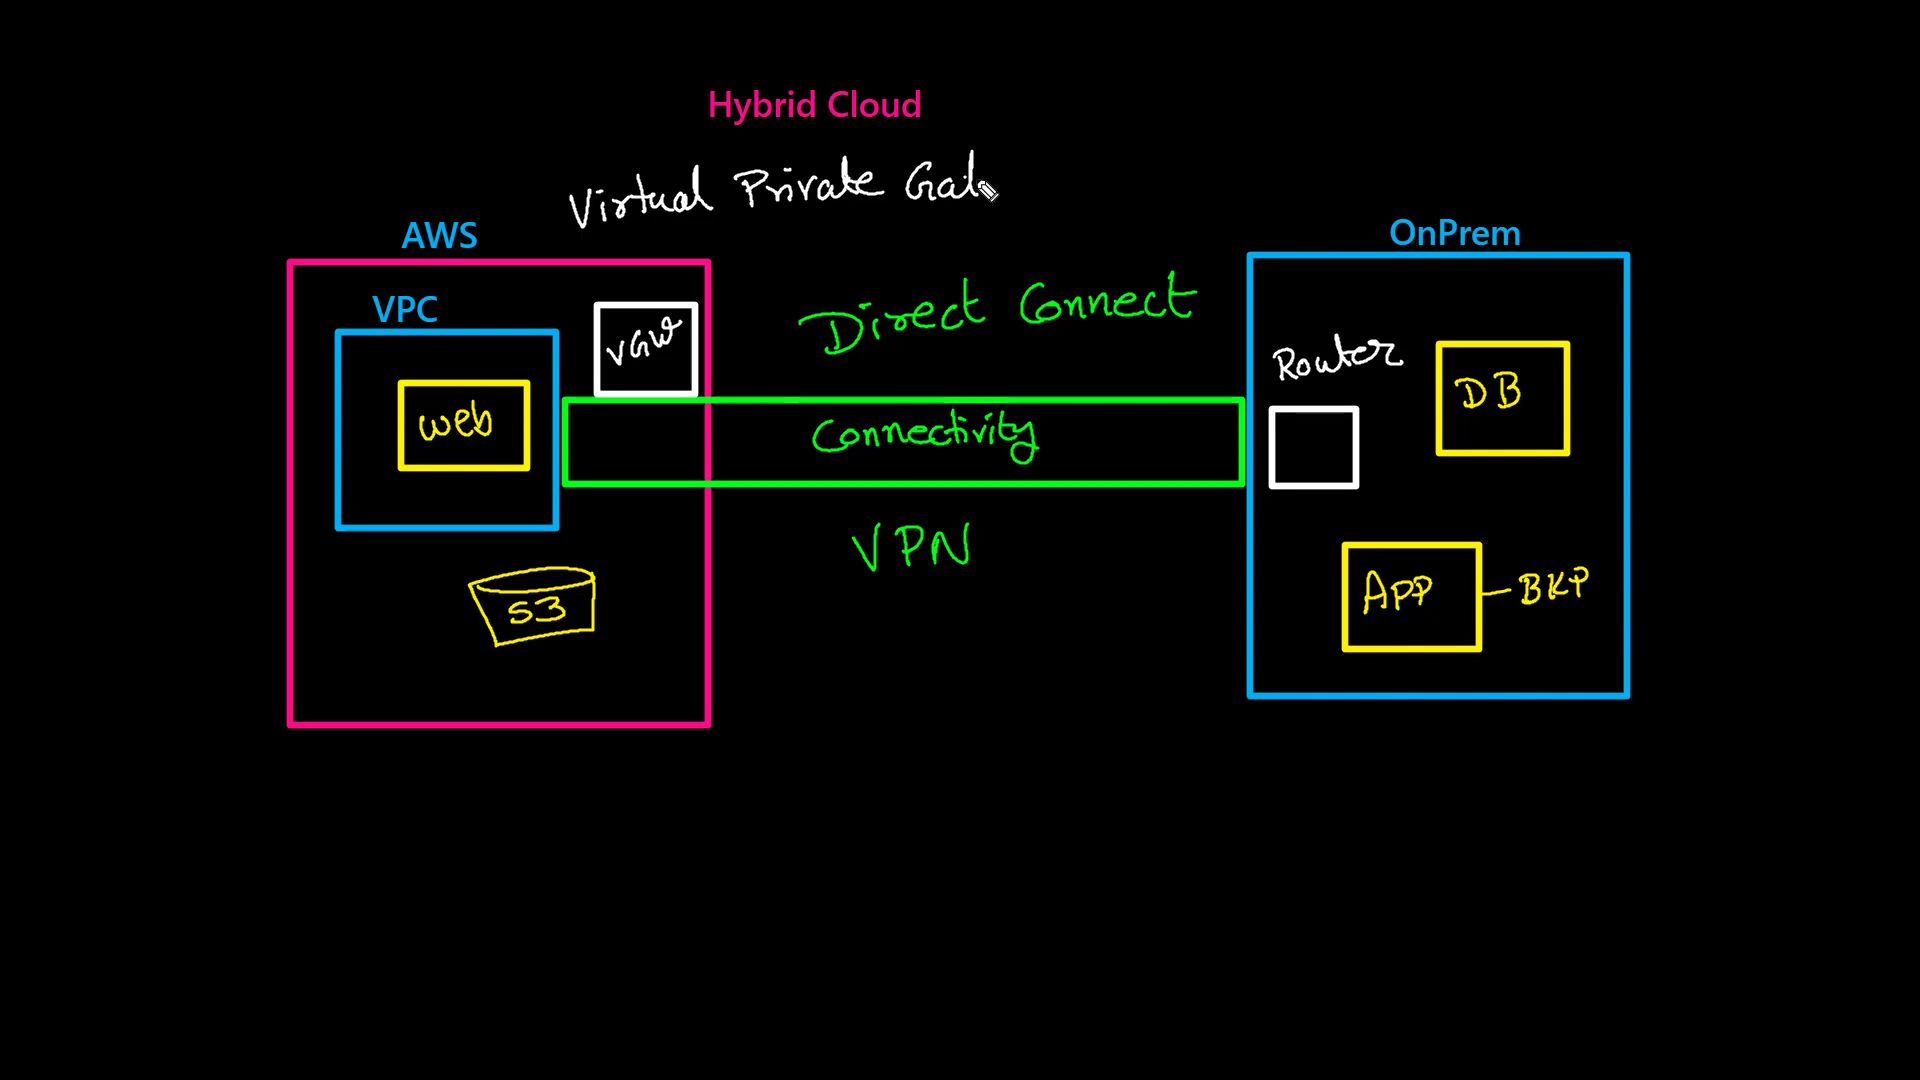 Hybrid Cloud
Virtual Private Gat
AWS
OnPrem
VPC
VGW
Direct Connect
Router
DB
Web
Connectivity
VPN
S3
APP
BKP